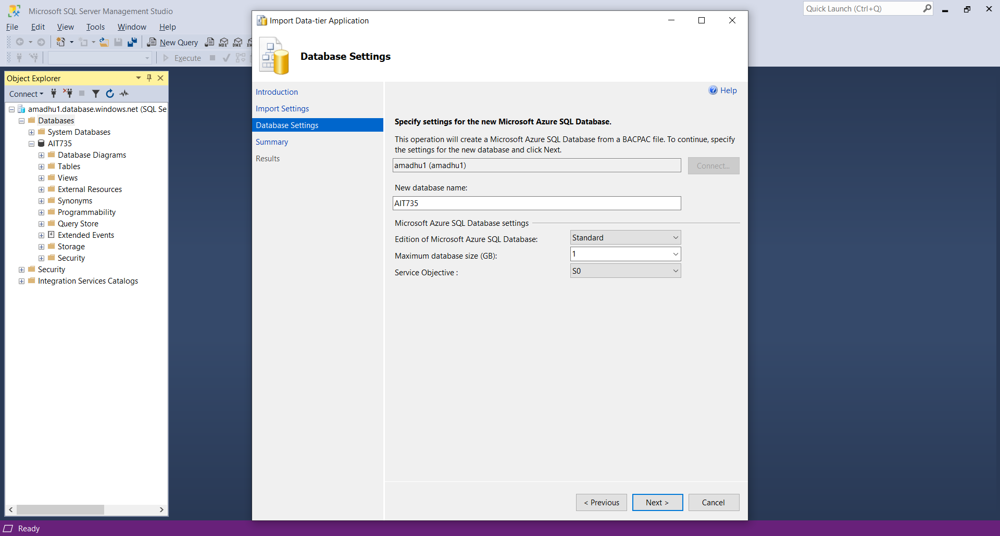 Microsoft SQL Server Management Studio
Quick Launch (Ctrl+Q)
File Edit View Tools Window Help
New Query
MDX DMX
Execute
Object Explorer
Connect
amadhu1.database.windows.net (SQL Se
Databases
System Databases
AIT735
Database Diagrams
Tables
Views
External Resources
Synonyms
Programmability
Query Store
Extended Events
Storage
Security
Security
Integration Services Catalogs
Import Data-tier Application
Database Settings
Introduction
Import Settings
Database Settings
Summary
Results
Help
Specify settings for the new Microsoft Azure SQL Database.
This operation will create a Microsoft Azure SQL Database from a BACPAC file. To continue, specify
the settings for the new database and click Next.
amadhu1 (amadhu1)
Connect...
New database name:
AIT735
Microsoft Azure SQL Database settings
Edition of Microsoft Azure SQL Database: Standard
Maximum database size (GB): 1
Service Objective : S0
< Previous Next > Cancel
Ready